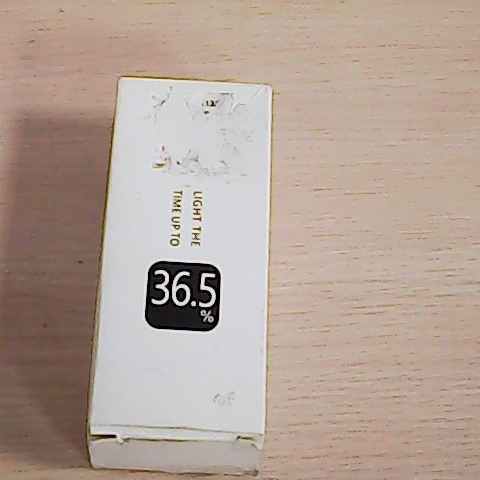 LIGHT THE
TIME UP TO
36.5
%